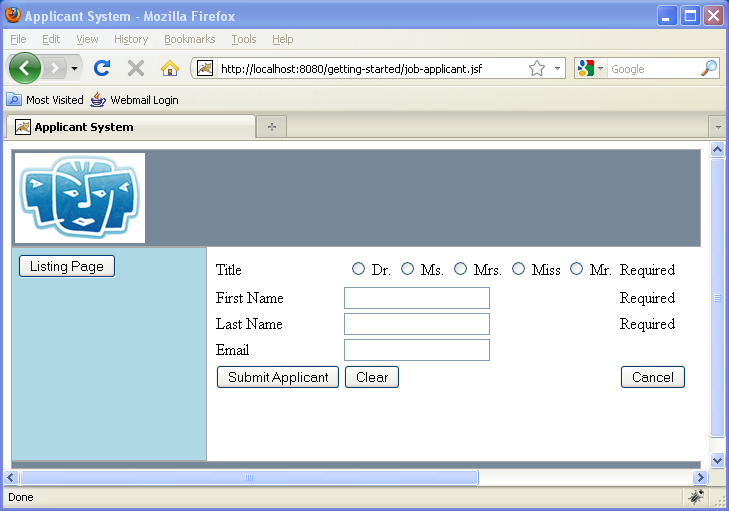 Applicant System - Mozilla Firefox
File Edit View History Bookmarks Tools Help
http://localhost:8080/getting-started/job-applicant.jsf Google
Most Visited Webmail Login
Applicant System
Listing Page
Title Dr. Ms. Mrs. Miss Mr. Required
First Name Required
Last Name Required
Email
Submit Applicant Clear Cancel
Done